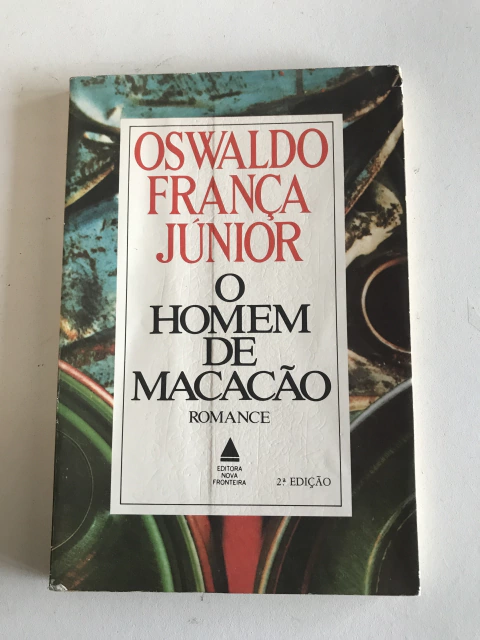 OSWALDO
FRANÇA
JÚNIOR
O
HOMEM
DE
MACACÃO
ROMANCE
EDITORA
NOVA
FRONTEIRA
2ª EDIÇÃO